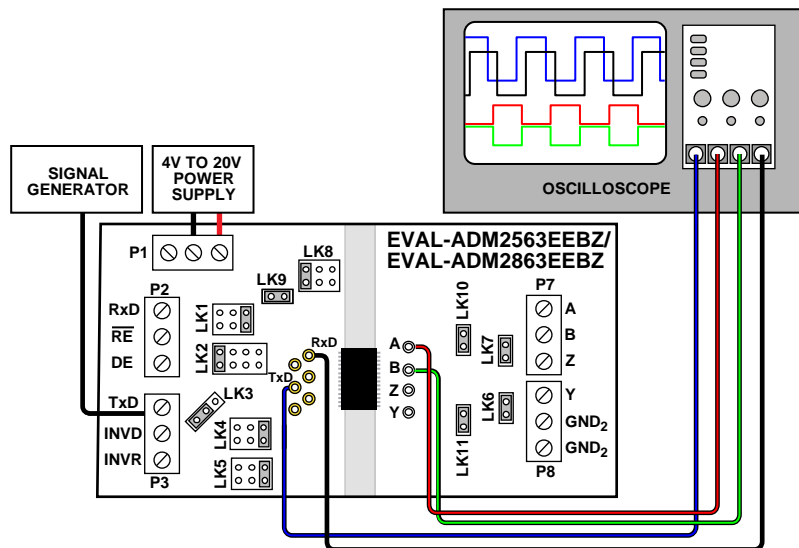 SIGNAL
GENERATOR
4V TO 20V
POWER
SUPPLY
OSCILLOSCOPE
EVAL-ADM2563EEBZ/
EVAL-ADM2863EEBZ
P1
LK8
LK9
P2
RxD
RE
DE
LK1
LK2
RxD
TxD
LK3
TxD
INVD
INVR
P3
LK4
LK5
A
B
Z
Y
LK10
LK7
LK6
LK11
P7
A
B
Z
Y
GND2
GND2
P8